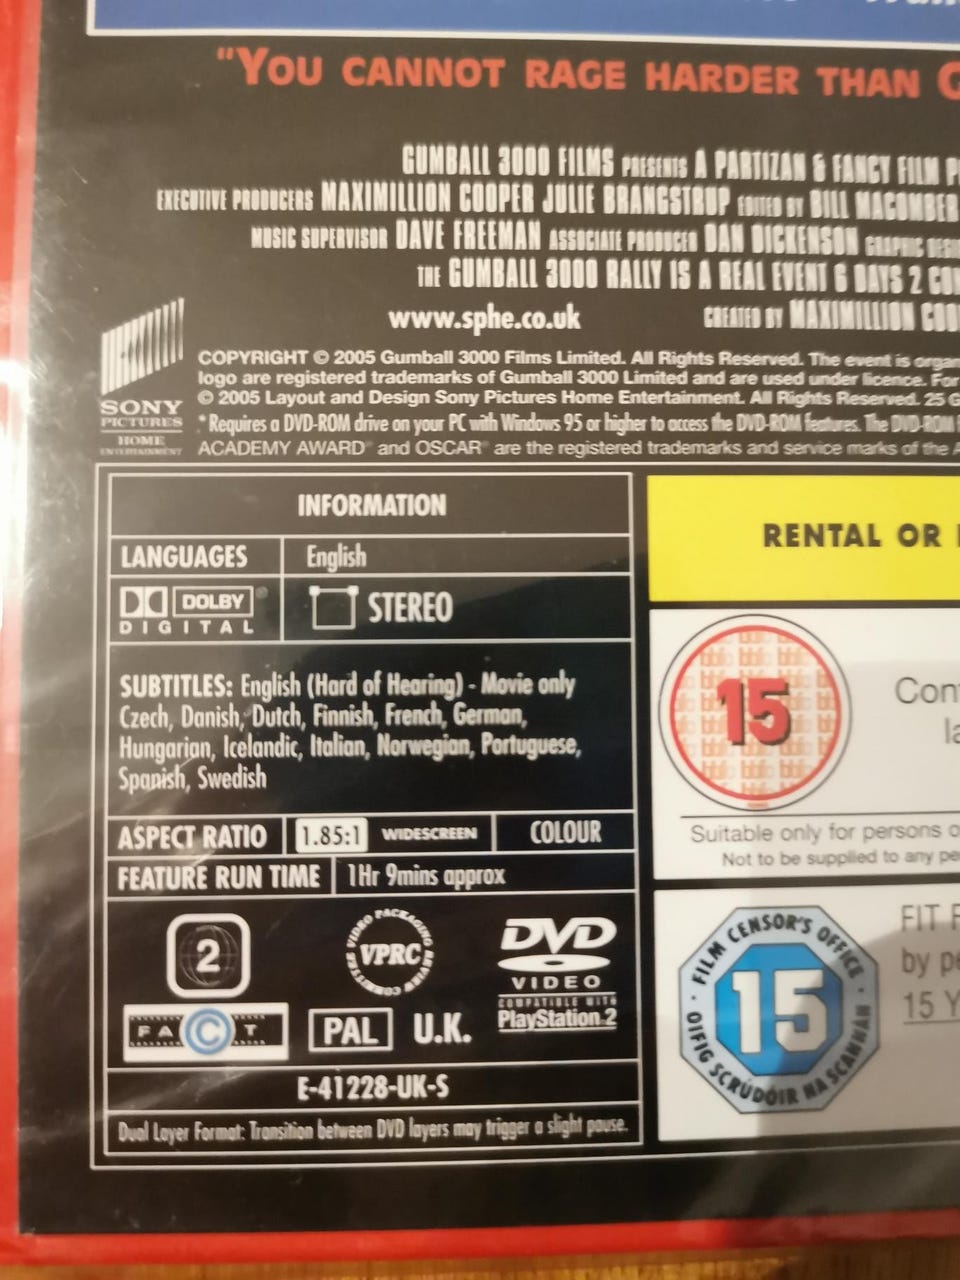 "YOU CANNOT RAGE HARDER THAN
GUMBALL 3000 FILMS PRESENTS A PARTIZAN & FANCY FILM
EXECUTIVE PRODUCERS MAXIMILLION COOPER JULIE BRANGSTRUP EDITED BY BILL MACOMBER
MUSIC SUPERVISOR DAVE FREEMAN ASSOCIATE PRODUCER DAN DICKENSON GRAPHIC
THE GUMBALL 3000 RALLY IS A REAL EVENT 6 DAYS 2
www.sphe.co.uk
CREATED BY MAXIMILLION
SONY
PICTURES
HOME
ENTERTAINMENT
COPYRIGHT © 2005 Gumball 3000 Films Limited. All Rights Reserved. The event is
logo are registered trademarks of Gumball 3000 Limited and are used under licence. For
© 2005 Layout and Design Sony Pictures Home Entertainment. All Rights Reserved. 25
*Requires a DVD-ROM drive on your PC with Windows 95 or higher to access the DVD-ROM features. The DVD-ROM
ACADEMY AWARD® and OSCAR® are the registered trademarks and service marks of the
INFORMATION
LANGUAGES English
DOLBY
DIGITAL
STEREO
SUBTITLES: English (Hard of Hearing) - Movie only
Czech, Danish, Dutch, Finnish, French, German,
Hungarian, Icelandic, Italian, Norwegian, Portuguese,
Spanish, Swedish
ASPECT RATIO 1.85:1 WIDESCREEN COLOUR
FEATURE RUN TIME 1Hr 9mins approx
2
VIDEO PACKAGING REVIEW COMMITTEE
VPRC
DVD
VIDEO
COMPATIBLE WITH
PlayStation.2
FACT
PAL U.K.
E-41228-UK-S
Dual Layer Format: Transition between DVD layers may trigger a slight pause.
RENTAL OR
15
Suitable only for persons
Not to be supplied to any
FILM CENSOR'S OFFICE
15
OIFIG SCRÚDÓIR NA SCANNÁN
FIT
by
15